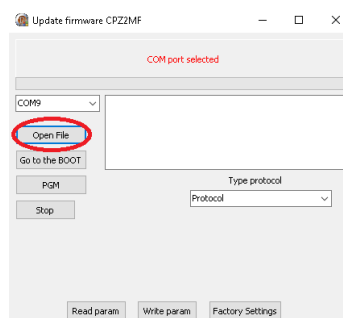 Update firmware CPZ2MF
COM port selected
COM9
Open File
Go to the BOOT
PGM
Type protocol
Protocol
Stop
Read param Write param Factory Settings